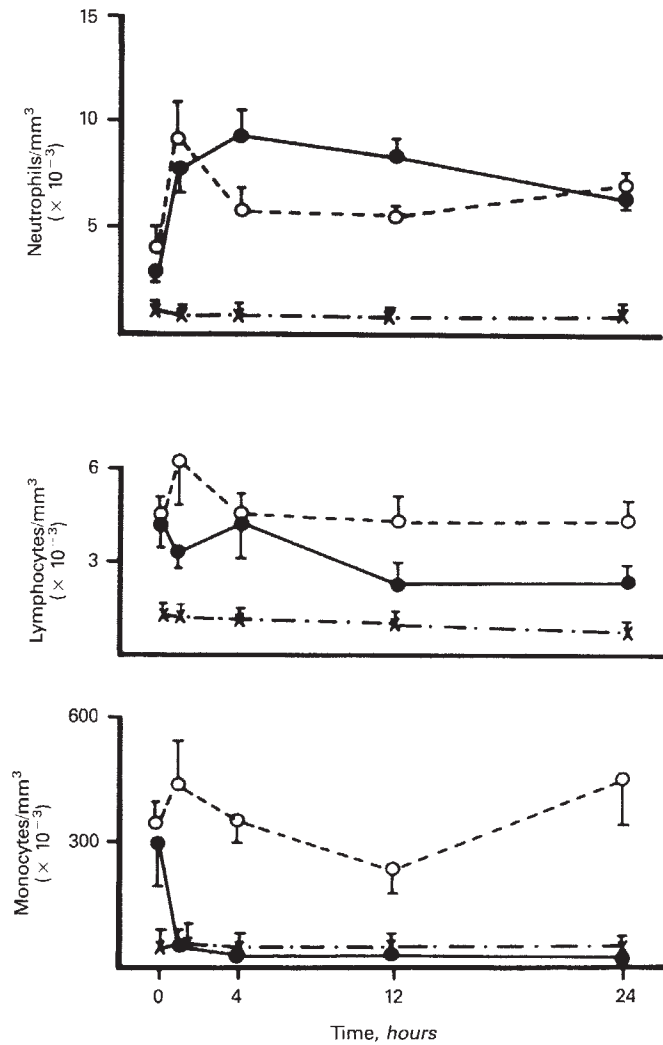 15
10
5
Neutrophils/mm³
(× 10⁻³)
6
3
Lymphocytes/mm³
(× 10⁻³)
600
300
Monocytes/mm³
(× 10⁻³)
0 4 12 24
Time, hours